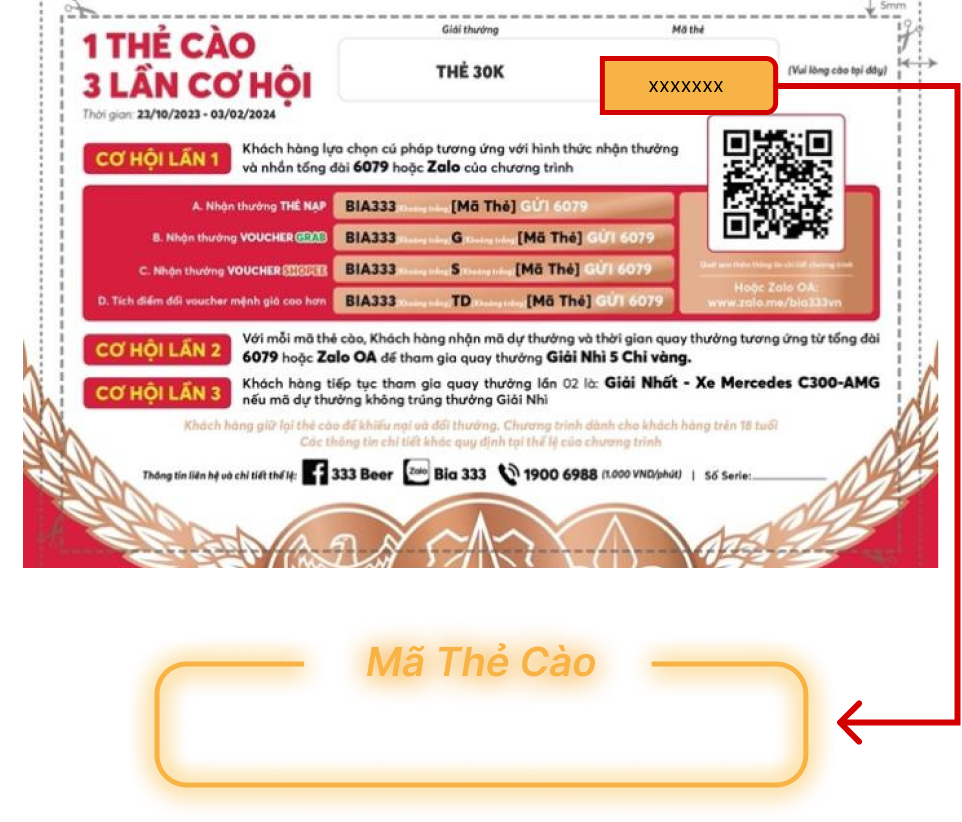 5mm
Giải thưởng
Mã thẻ
1 THẺ CÀO
3 LẦN CƠ HỘI
THẺ 30K
xxxxxxx
(Vui lòng cào tại đây)
Thời gian: 23/10/2023 - 03/02/2024
CƠ HỘI LẦN 1
Khách hàng lựa chọn cú pháp tương ứng với hình thức nhận thưởng
và nhắn tổng đài 6079 hoặc Zalo của chương trình
A. Nhận thưởng THẺ NẠP
BIA333 (Khoảng trắng) [Mã Thẻ] GỬI 6079
B. Nhận thưởng VOUCHER GRAB
BIA333 (Khoảng trắng) G (Khoảng trắng) [Mã Thẻ] GỬI 6079
C. Nhận thưởng VOUCHER SHOPEE
BIA333 (Khoảng trắng) S (Khoảng trắng) [Mã Thẻ] GỬI 6079
D. Tích điểm đổi voucher mệnh giá cao hơn
BIA333 (Khoảng trắng) TD (Khoảng trắng) [Mã Thẻ] GỬI 6079
Quét xem thêm thông tin chi tiết chương trình
Hoặc Zalo OA:
www.zalo.me/bia333vn
CƠ HỘI LẦN 2
Với mỗi mã thẻ cào, Khách hàng nhận mã dự thưởng và thời gian quay thưởng tương ứng từ tổng đài
6079 hoặc Zalo OA để tham gia quay thưởng Giải Nhì 5 Chỉ vàng.
CƠ HỘI LẦN 3
Khách hàng tiếp tục tham gia quay thưởng lần 02 là: Giải Nhất - Xe Mercedes C300-AMG
nếu mã dự thưởng không trúng thưởng Giải Nhì
Khách hàng giữ lại thẻ cào để khiếu nại và đổi thưởng. Chương trình dành cho khách hàng trên 18 tuổi
Các thông tin chi tiết khác quy định tại thể lệ của chương trình
Thông tin liên hệ và chi tiết thể lệ: 333 Beer Zalo Bia 333 1900 6988 (1.000 VND/phút) | Số Serie:
Mã Thẻ Cào